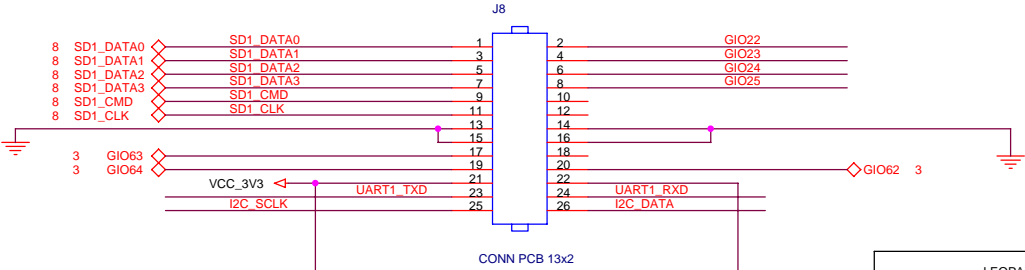 J8
8 SD1_DATA0 SD1_DATA0 1 2 GIO22
8 SD1_DATA1 SD1_DATA1 3 4 GIO23
8 SD1_DATA2 SD1_DATA2 5 6 GIO24
8 SD1_DATA3 SD1_DATA3 7 8 GIO25
8 SD1_CMD SD1_CMD 9 10
8 SD1_CLK SD1_CLK 11 12
13 14
15 16
3 GIO63 17 18
3 GIO64 19 20 GIO62 3
VCC_3V3 21 22
UART1_TXD 23 24 UART1_RXD
I2C_SCLK 25 26 I2C_DATA
CONN PCB 13x2